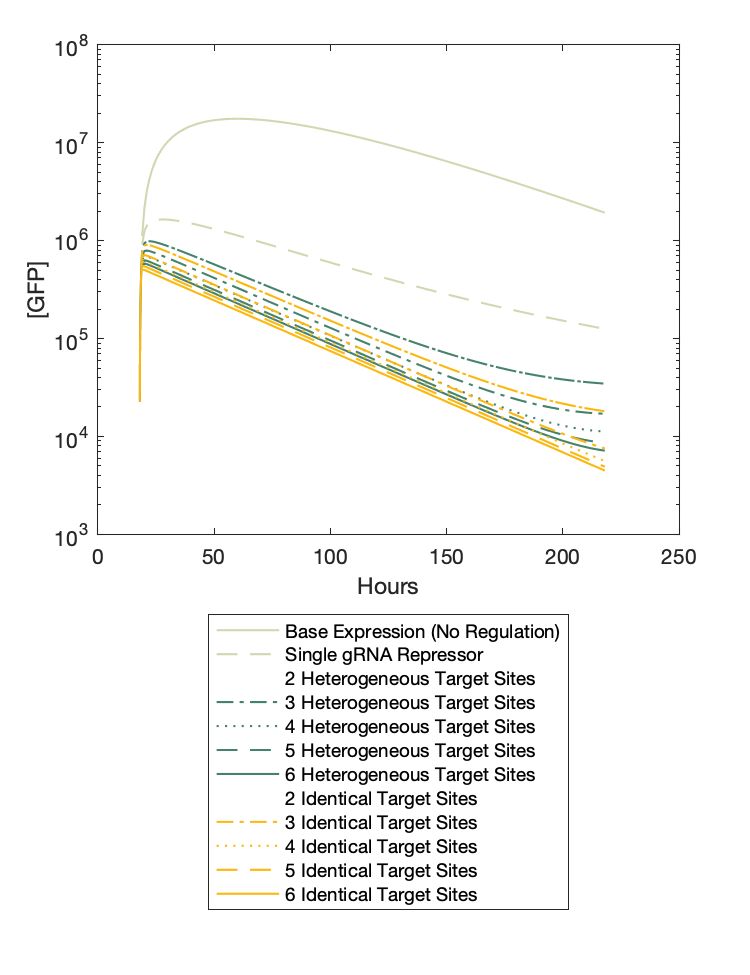 10^8
10^7
10^6
10^5
10^4
10^3
[GFP]
0 50 100 150 200 250
Hours
Base Expression (No Regulation)
Single gRNA Repressor
2 Heterogeneous Target Sites
3 Heterogeneous Target Sites
4 Heterogeneous Target Sites
5 Heterogeneous Target Sites
6 Heterogeneous Target Sites
2 Identical Target Sites
3 Identical Target Sites
4 Identical Target Sites
5 Identical Target Sites
6 Identical Target Sites